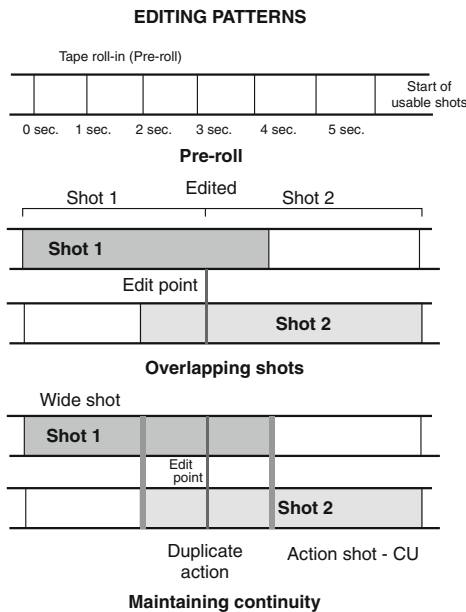 EDITING PATTERNS
Tape roll-in (Pre-roll)
Start of
usable shots
0 sec. 1 sec. 2 sec. 3 sec. 4 sec. 5 sec.
Pre-roll
Shot 1 Edited Shot 2
Shot 1
Edit point
Shot 2
Overlapping shots
Wide shot
Shot 1
Edit
point
Shot 2
Duplicate
action
Action shot - CU
Maintaining continuity